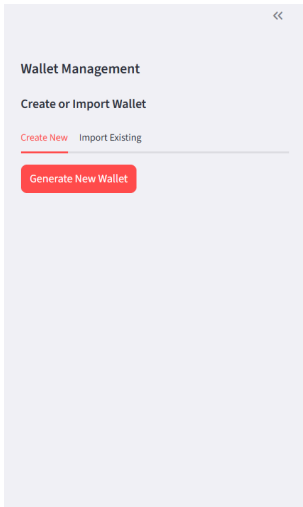 Wallet Management
Create or Import Wallet
Create New Import Existing
Generate New Wallet